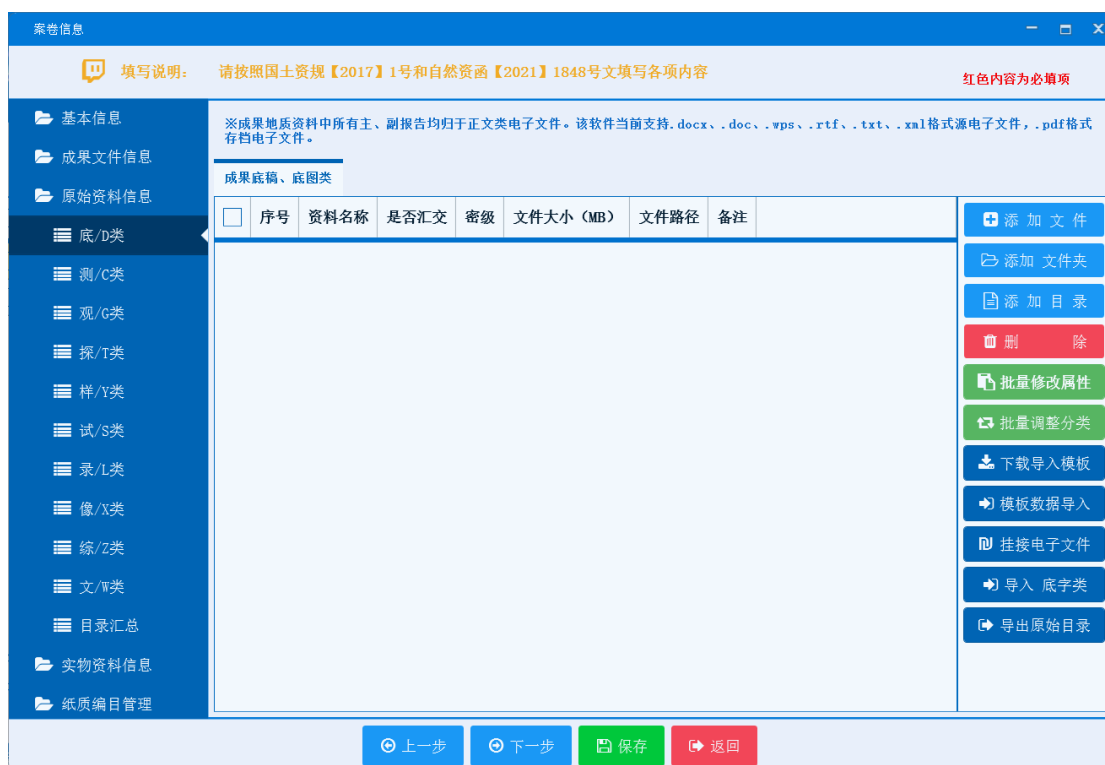 案卷信息
填写说明： 请按照国土资规【2017】1号和自然资函【2021】1848号文填写各项内容
红色内容为必填项
基本信息
成果文件信息
原始资料信息
底/D类
测/C类
观/G类
探/T类
样/Y类
试/S类
录/L类
像/X类
综/Z类
文/W类
目录汇总
实物资料信息
纸质编目管理
※成果地质资料中所有主、副报告均归于正文类电子文件。该软件当前支持.docx、.doc、.wps、.rtf、.txt、.xml格式源电子文件，.pdf格式
存档电子文件。
成果底稿、底图类
序号 资料名称 是否汇交 密级 文件大小（MB） 文件路径 备注
添 加 文 件
添加 文件夹
添 加 目 录
删 除
批量修改属性
批量调整分类
下载导入模板
模板数据导入
挂接电子文件
导入 底字类
导出原始目录
上一步 下一步 保存 返回